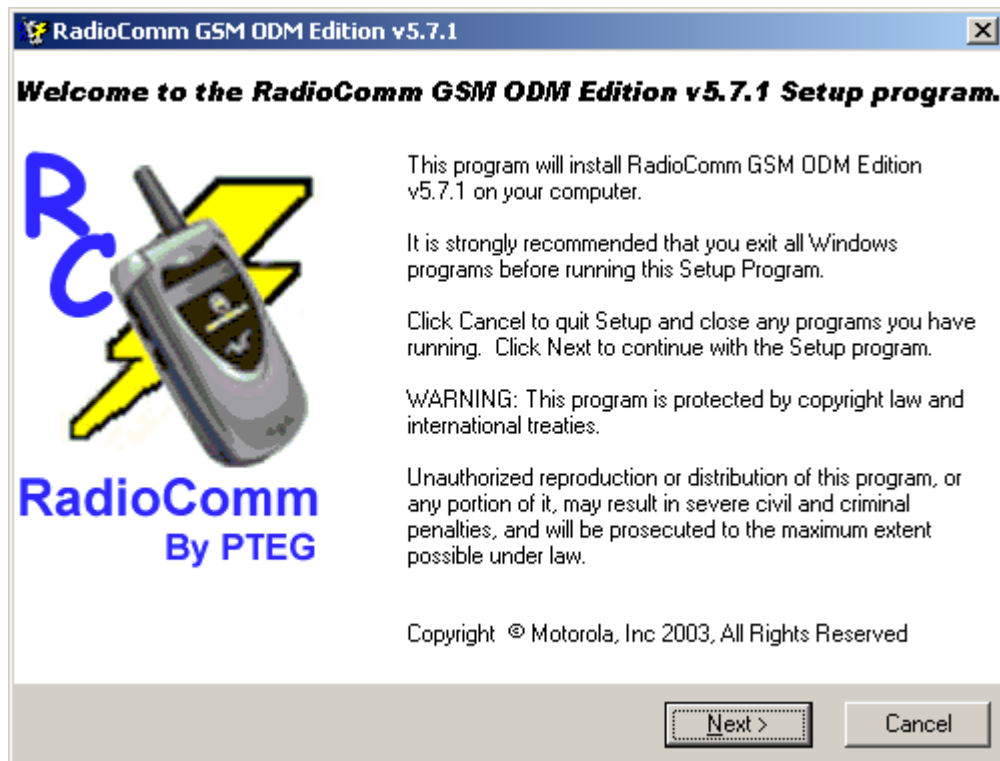 RadioComm GSM ODM Edition v5.7.1
Welcome to the RadioComm GSM ODM Edition v5.7.1 Setup program.
RC
RadioComm
By PTEG
This program will install RadioComm GSM ODM Edition
v5.7.1 on your computer.
It is strongly recommended that you exit all Windows
programs before running this Setup Program.
Click Cancel to quit Setup and close any programs you have
running.  Click Next to continue with the Setup program.
WARNING: This program is protected by copyright law and
international treaties.
Unauthorized reproduction or distribution of this program, or
any portion of it, may result in severe civil and criminal
penalties, and will be prosecuted to the maximum extent
possible under law.
Copyright © Motorola, Inc 2003, All Rights Reserved
Next >
Cancel